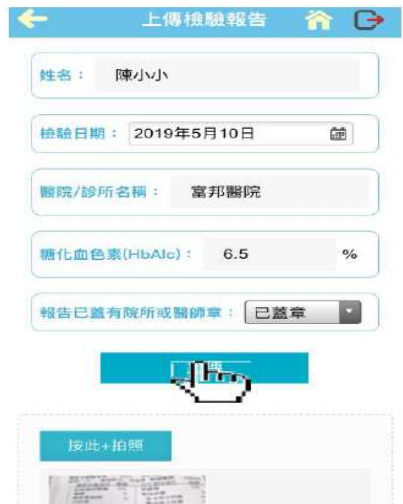 上傳檢驗報告
姓名： 陳小小
檢驗日期： 2019年5月10日
醫院/診所名稱： 富邦醫院
糖化血色素(HbAlc)： 6.5 %
報告已蓋有院所或醫師章： 已蓋章
按此+拍照